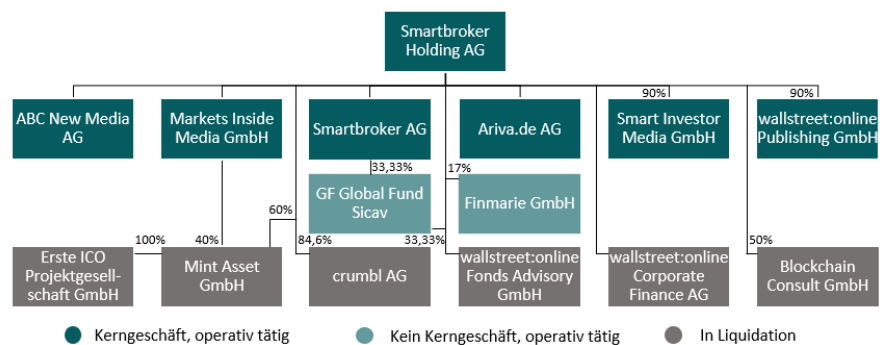 Smartbroker
Holding AG
90%
90%
ABC New Media
AG
Markets Inside
Media GmbH
Smartbroker AG
Ariva.de AG
Smart Investor
Media GmbH
wallstreet:online
Publishing GmbH
33,33%
17%
GF Global Fund
Sicav
Finmarie GmbH
60%
100%
40%
84,6%
33,33%
50%
Erste ICO
Projektgesell-
schaft GmbH
Mint Asset
GmbH
crumbl AG
wallstreet:online
Fonds Advisory
GmbH
wallstreet:online
Corporate
Finance AG
Blockchain
Consult GmbH
Kerngeschäft, operativ tätig
Kein Kerngeschäft, operativ tätig
In Liquidation